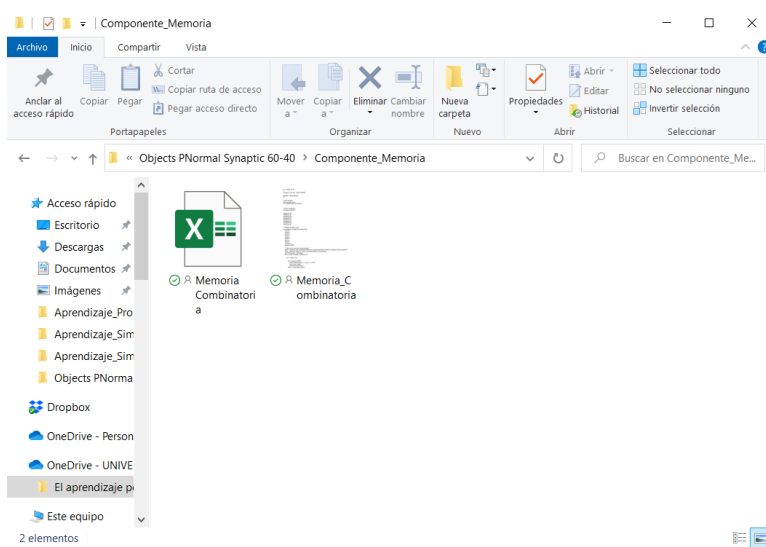 Componente_Memoria
Archivo Inicio Compartir Vista
Anclar al
acceso rápido
Copiar
Pegar
Cortar
Copiar ruta de acceso
Pegar acceso directo
Mover
a
Copiar
a
Eliminar
Cambiar
nombre
Nueva
carpeta
Propiedades
Abrir
Editar
Historial
Seleccionar todo
No seleccionar ninguno
Invertir selección
Portapapeles Organizar Nuevo Abrir Seleccionar
« Objects PNormal Synaptic 60-40 > Componente_Memoria
Buscar en Componente_Me...
Acceso rápido
Escritorio
Descargas
Documentos
Imágenes
Aprendizaje_Pro
Aprendizaje_Sim
Aprendizaje_Sim
Objects PNorma
Dropbox
OneDrive - Person
OneDrive - UNIVE
El aprendizaje p
Este equipo
X
Memoria
Combinatori
a
Memoria_C
ombinatoria
2 elementos